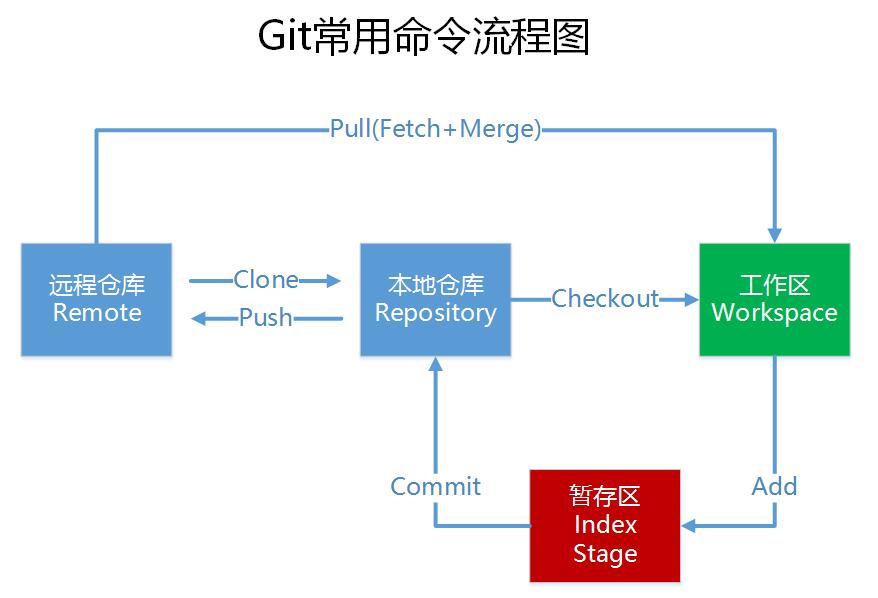 Git常用命令流程图
Pull(Fetch+Merge)
远程仓库
Remote
Clone
Push
本地仓库
Repository
Checkout
工作区
Workspace
Commit
暂存区
Index
Stage
Add